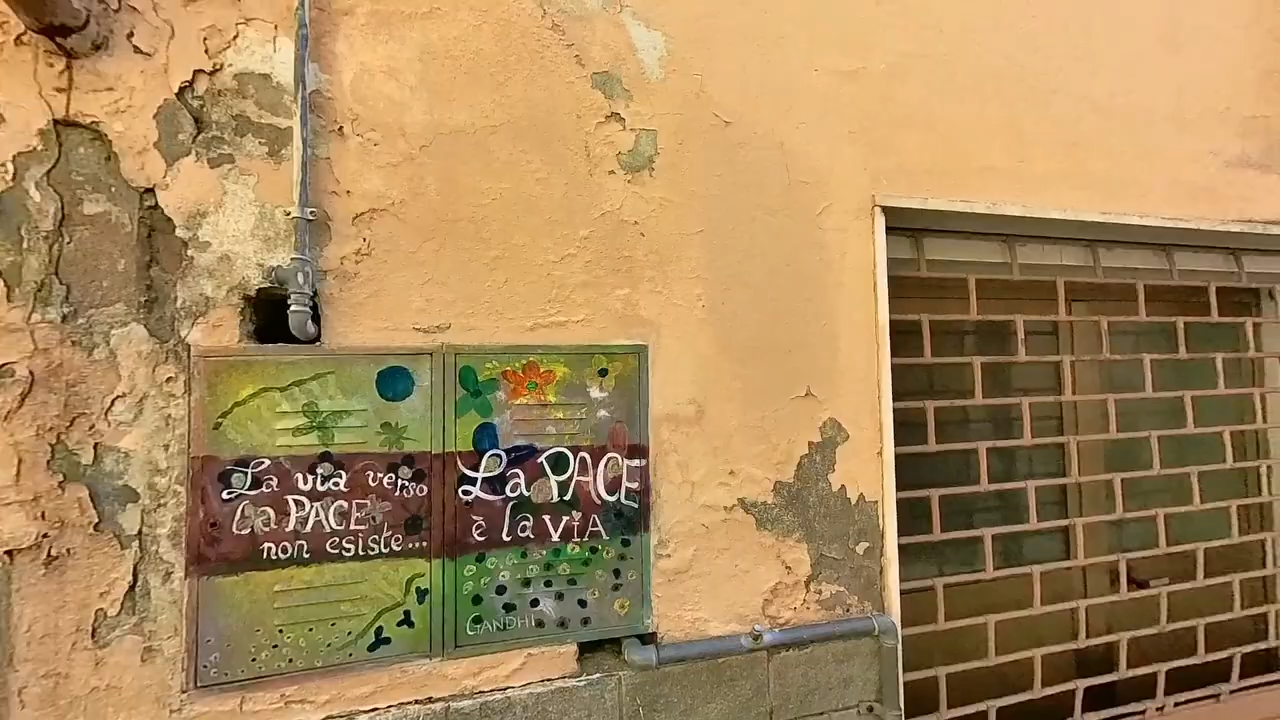 La via verso
La PACE
non esiste...
La PACE
è la via
GANDHI